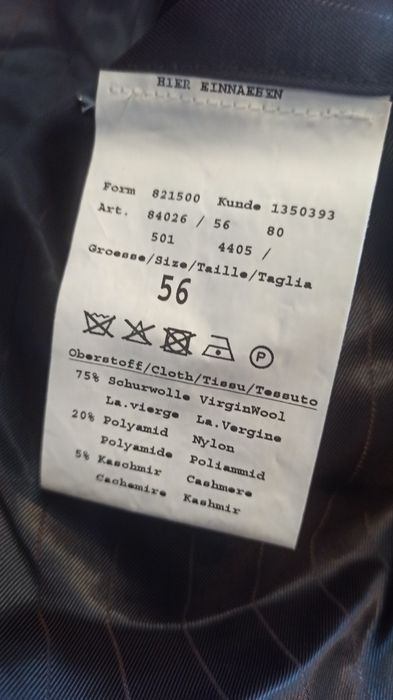 HIER EINNAEHEN
Form 821500 Kunde 1350393
Art. 84026 / 56 80
501 4405 /
Groesse/Size/Taille/Taglia
56
P
Oberstoff/Cloth/Tissu/Tessuto
75% Schurwolle VirginWool
La.vierge La.Vergine
20% Polyamid Nylon
Polyamide Poliammid
5% Kaschmir Cashmere
Cachemire Kashmir